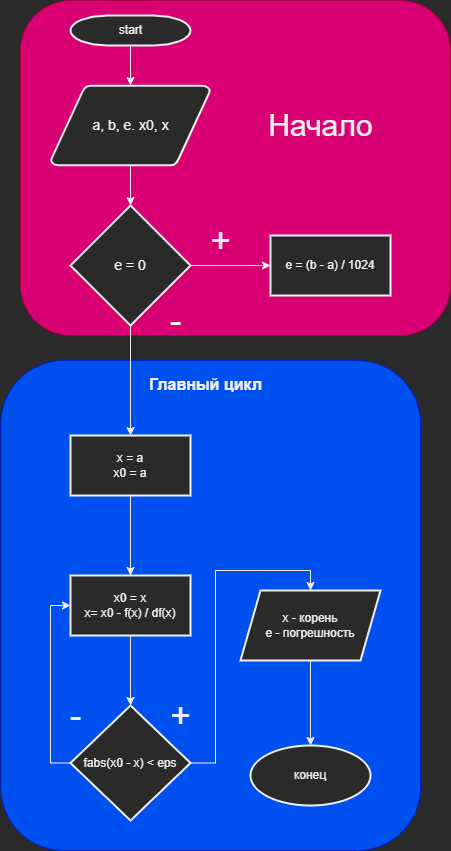 start
a, b, e. x0, x
Начало
e = 0
+
e = (b - a) / 1024
-
Главный цикл
x = a
x0 = a
x0 = x
x= x0 - f(x) / df(x)
x - корень
e - погрешность
-
+
fabs(x0 - x) < eps
конец